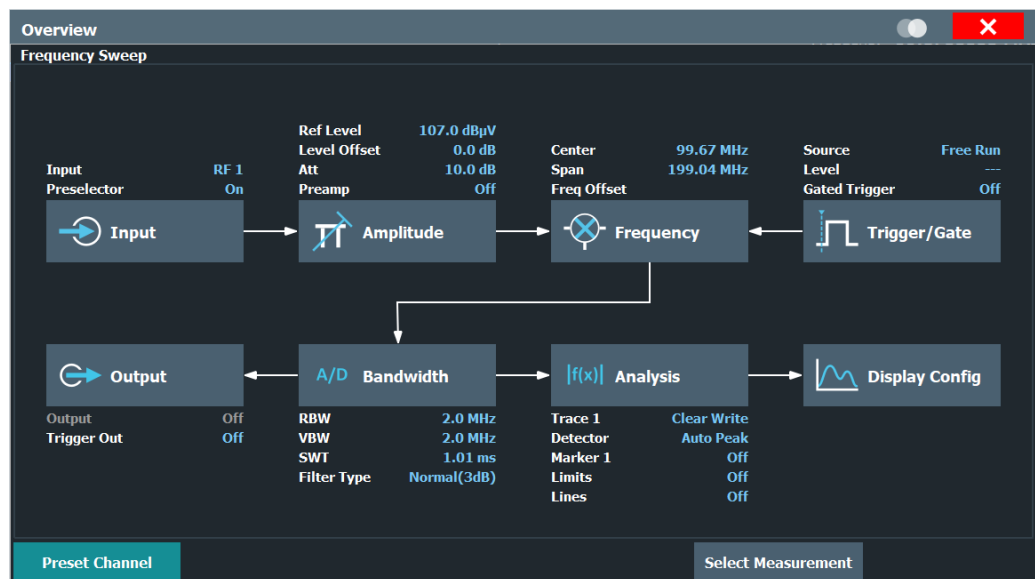 Overview
Frequency Sweep
Ref Level 107.0 dBµV
Level Offset 0.0 dB Center 99.67 MHz Source Free Run
Input RF 1 Att 10.0 dB Span 199.04 MHz Level ---
Preselector On Preamp Off Freq Offset Gated Trigger Off
Input Amplitude Frequency Trigger/Gate
Output A/D Bandwidth |f(x)| Analysis Display Config
Output Off RBW 2.0 MHz Trace 1 Clear Write
Trigger Out Off VBW 2.0 MHz Detector Auto Peak
SWT 1.01 ms Marker 1 Off
Filter Type Normal(3dB) Limits Off
Lines Off
Preset Channel Select Measurement